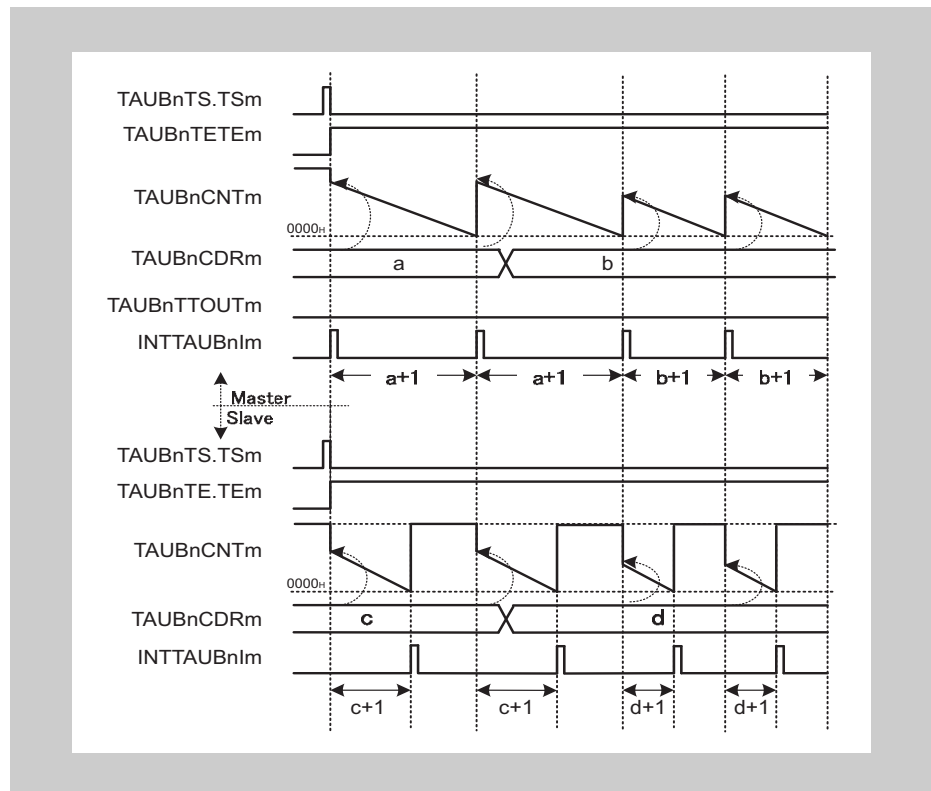 TAUBnTS.TSm
TAUBnTETEm
TAUBnCNTm
0000H
TAUBnCDRm
a
b
TAUBnTTOUTm
INTTAUBnIm
a+1
a+1
b+1
b+1
Master
Slave
TAUBnTS.TSm
TAUBnTE.TEm
TAUBnCNTm
0000H
TAUBnCDRm
c
d
INTTAUBnIm
c+1
c+1
d+1
d+1